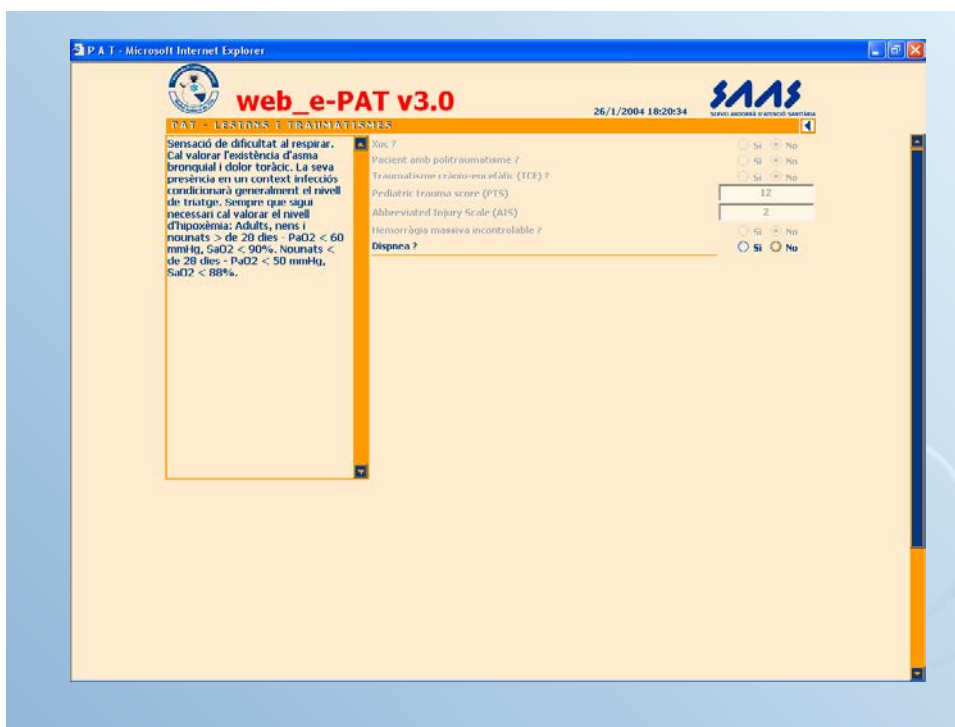 P A T - Microsoft Internet Explorer
web_e-PAT v3.0
26/1/2004 18:20:34
SAAS
SERVEI ANDORRÀ D'ATENCIÓ SANITÀRIA
PAT - LESIONS I TRAUMATISMES
Sensació de dificultat al respirar.
Cal valorar l'existència d'asma
bronquial i dolor toràcic. La seva
presència en un context infecciós
condicionarà generalment el nivell
de triatge. Sempre que sigui
necessari cal valorar el nivell
d'hipoxèmia: Adults, nens i
nounats > de 28 dies - PaO2 < 60
mmHg, SaO2 < 90%. Nounats <
de 28 dies - PaO2 < 50 mmHg,
SaO2 < 88%.
Xoc ? Si No
Pacient amb politraumatisme ? Si No
Traumatisme crànio-encefàlic (TCE) ? Si No
Pediatric trauma score (PTS) 12
Abbreviated Injury Scale (AIS) 2
Hemorràgia massiva incontrolable ? Si No
Dispnea ? Si No